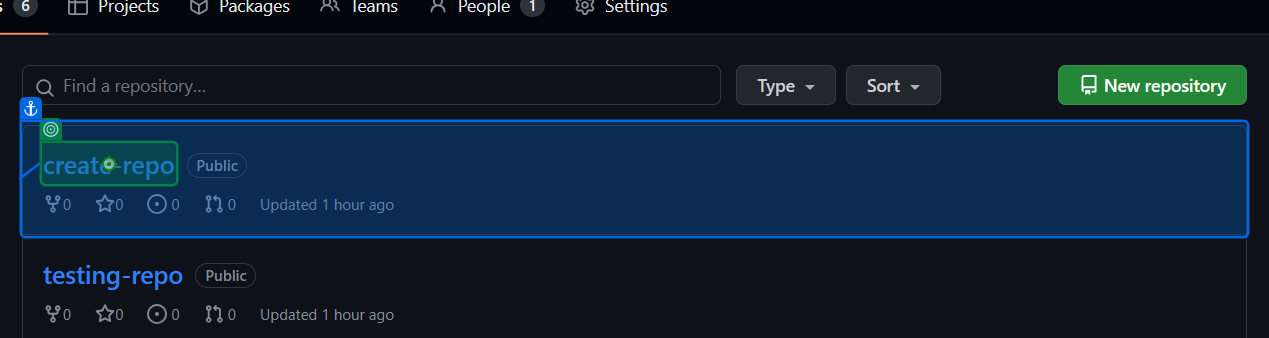 s 6 Projects Packages Teams People 1 Settings
Find a repository... Type Sort New repository
create-repo Public
0 0 0 0 Updated 1 hour ago
testing-repo Public
0 0 0 0 Updated 1 hour ago